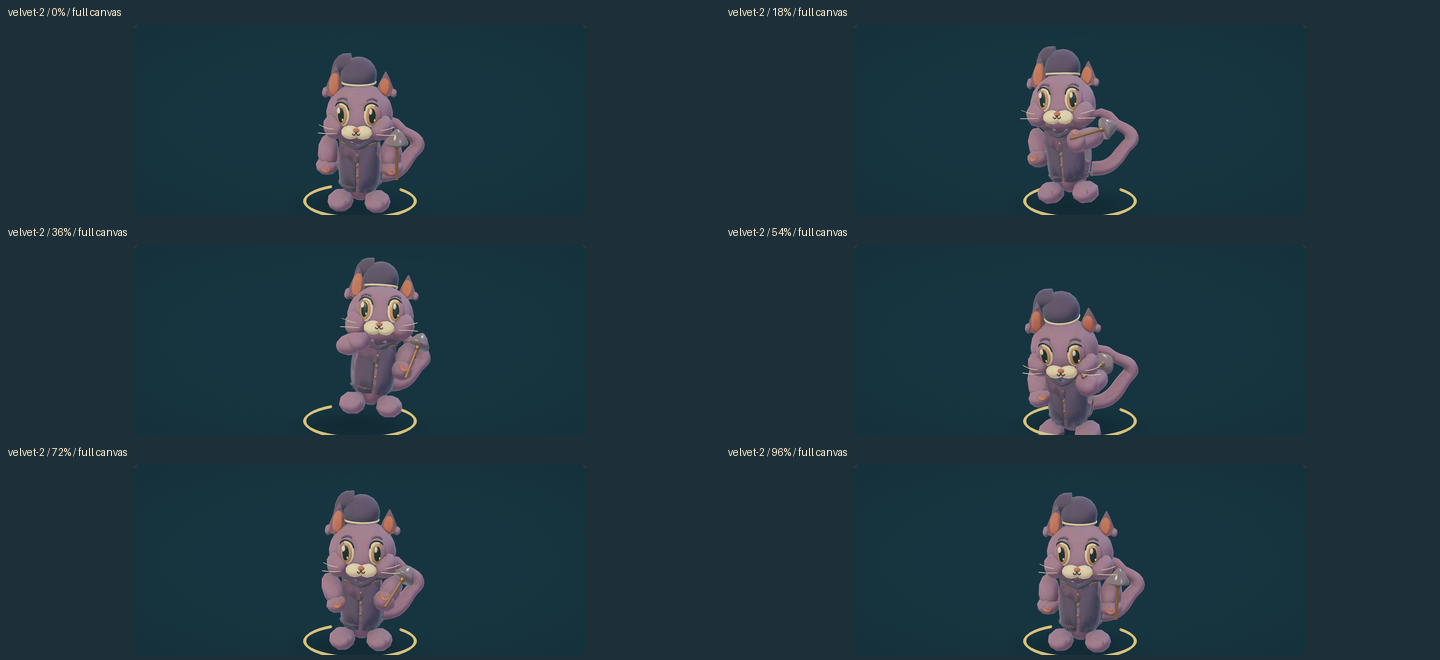 velvet-2 / 0% / full canvas
velvet-2 / 18% / full canvas
velvet-2 / 36% / full canvas
velvet-2 / 54% / full canvas
velvet-2 / 72% / full canvas
velvet-2 / 96% / full canvas